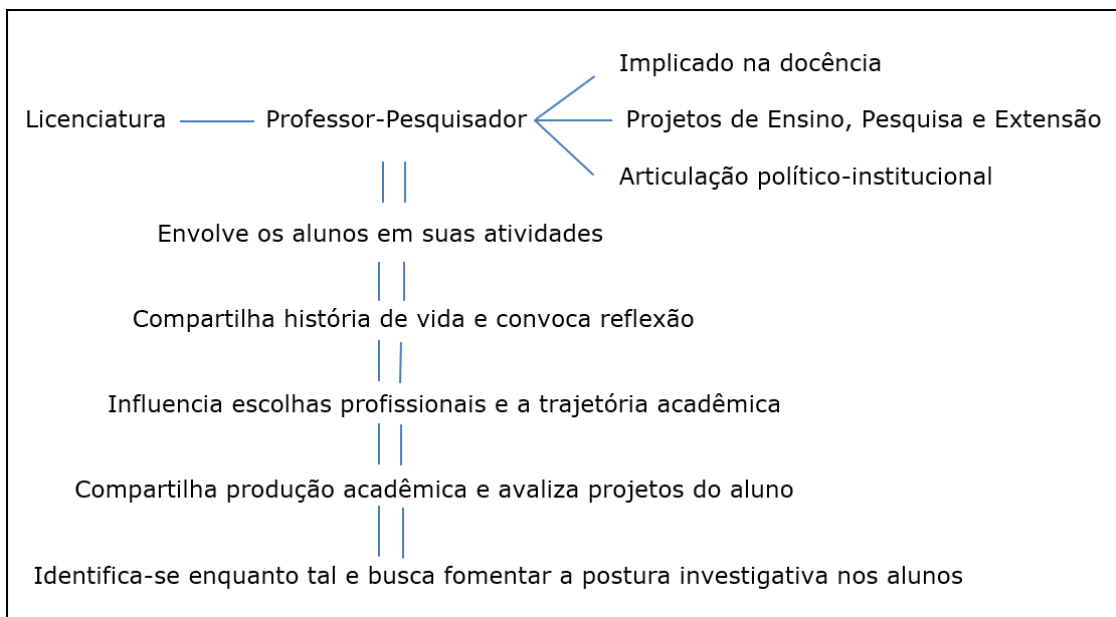 Implicado na docência
Licenciatura
Professor-Pesquisador
Projetos de Ensino, Pesquisa e Extensão
Articulação político-institucional
Envolve os alunos em suas atividades
Compartilha história de vida e convoca reflexão
Influencia escolhas profissionais e a trajetória acadêmica
Compartilha produção acadêmica e avaliza projetos do aluno
Identifica-se enquanto tal e busca fomentar a postura investigativa nos alunos